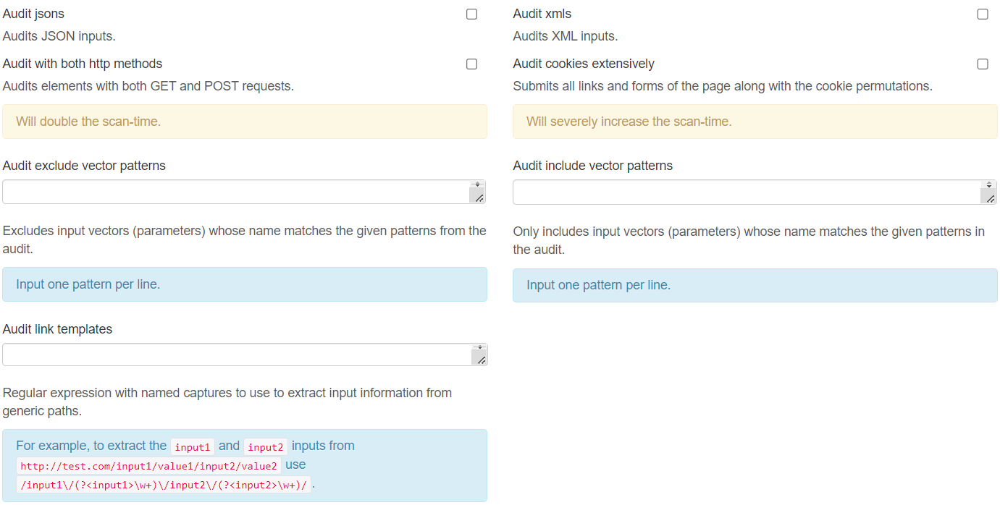 Audit jsons
Audits JSON inputs.
Audit xmls
Audits XML inputs.
Audit with both http methods
Audits elements with both GET and POST requests.
Will double the scan-time.
Audit cookies extensively
Submits all links and forms of the page along with the cookie permutations.
Will severely increase the scan-time.
Audit exclude vector patterns
Excludes input vectors (parameters) whose name matches the given patterns from the
audit.
Input one pattern per line.
Audit include vector patterns
Only includes input vectors (parameters) whose name matches the given patterns in
the audit.
Input one pattern per line.
Audit link templates
Regular expression with named captures to use to extract input information from
generic paths.
For example, to extract the input1 and input2 inputs from
http://test.com/input1/value1/input2/value2 use
/input1\/(?<input1>\w+)\/input2\/(?<input2>\w+)/ .